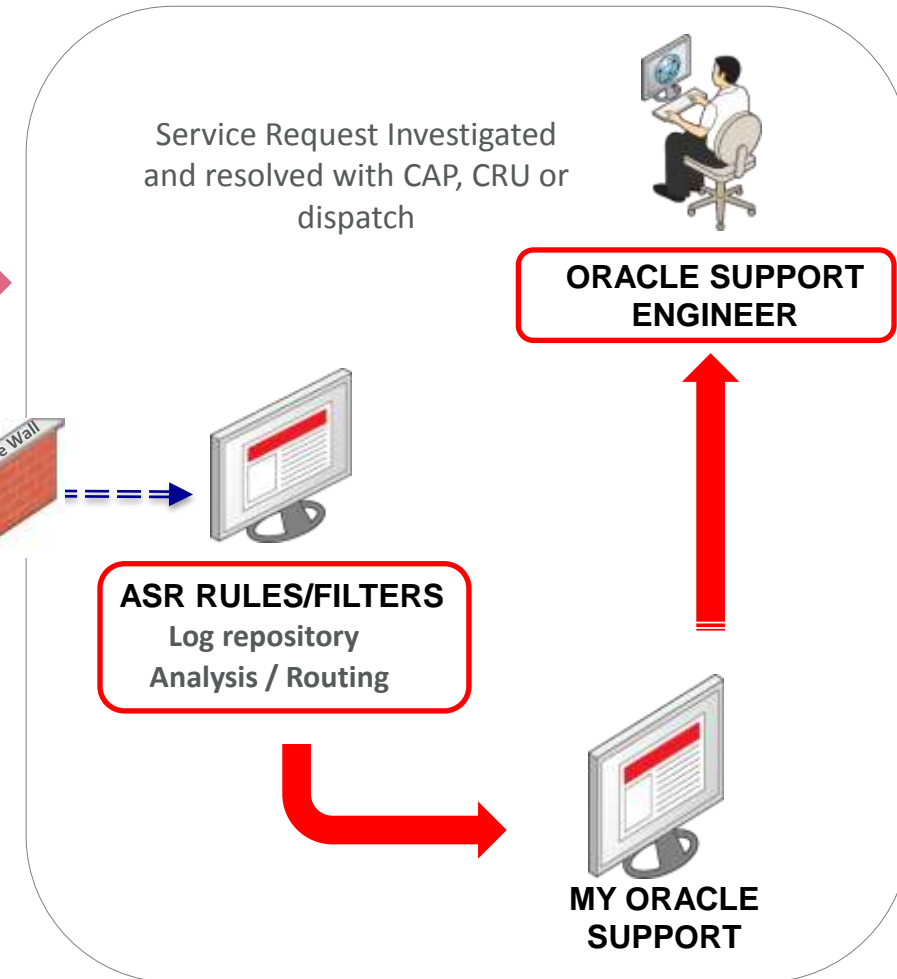 Service Request Investigated
and resolved with CAP, CRU or
dispatch
ORACLE SUPPORT
ENGINEER
e Wall
ASR RULES/FILTERS
Log repository
Analysis / Routing
MY ORACLE
SUPPORT